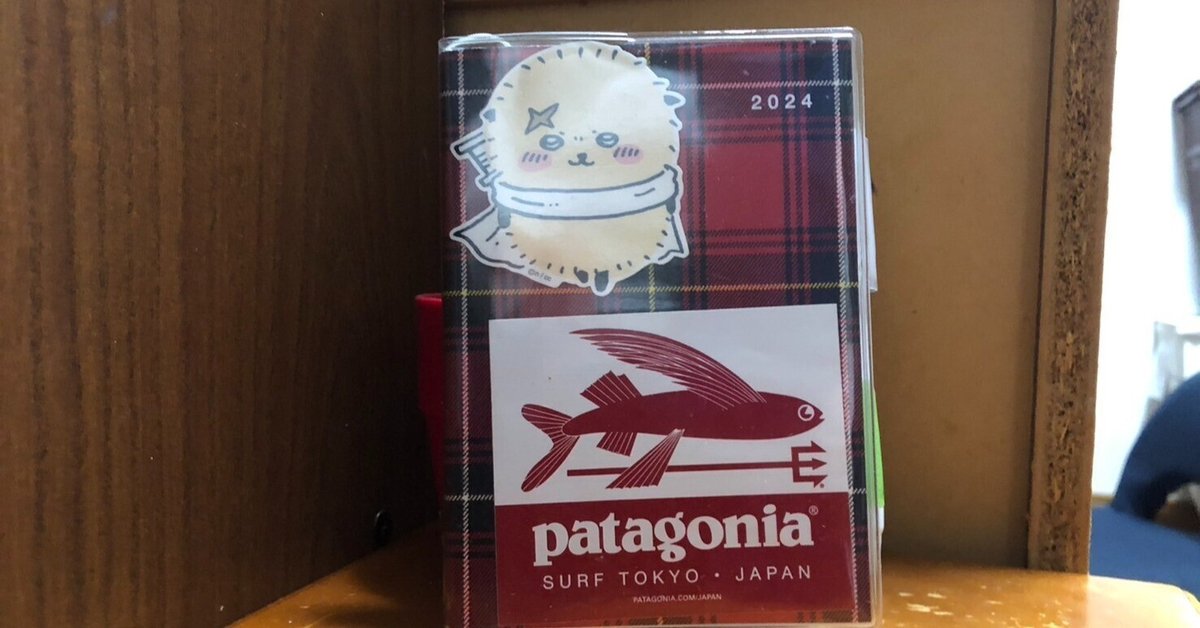 2024
patagonia®
SURF TOKYO • JAPAN
PATAGONIA.COM/JAPAN